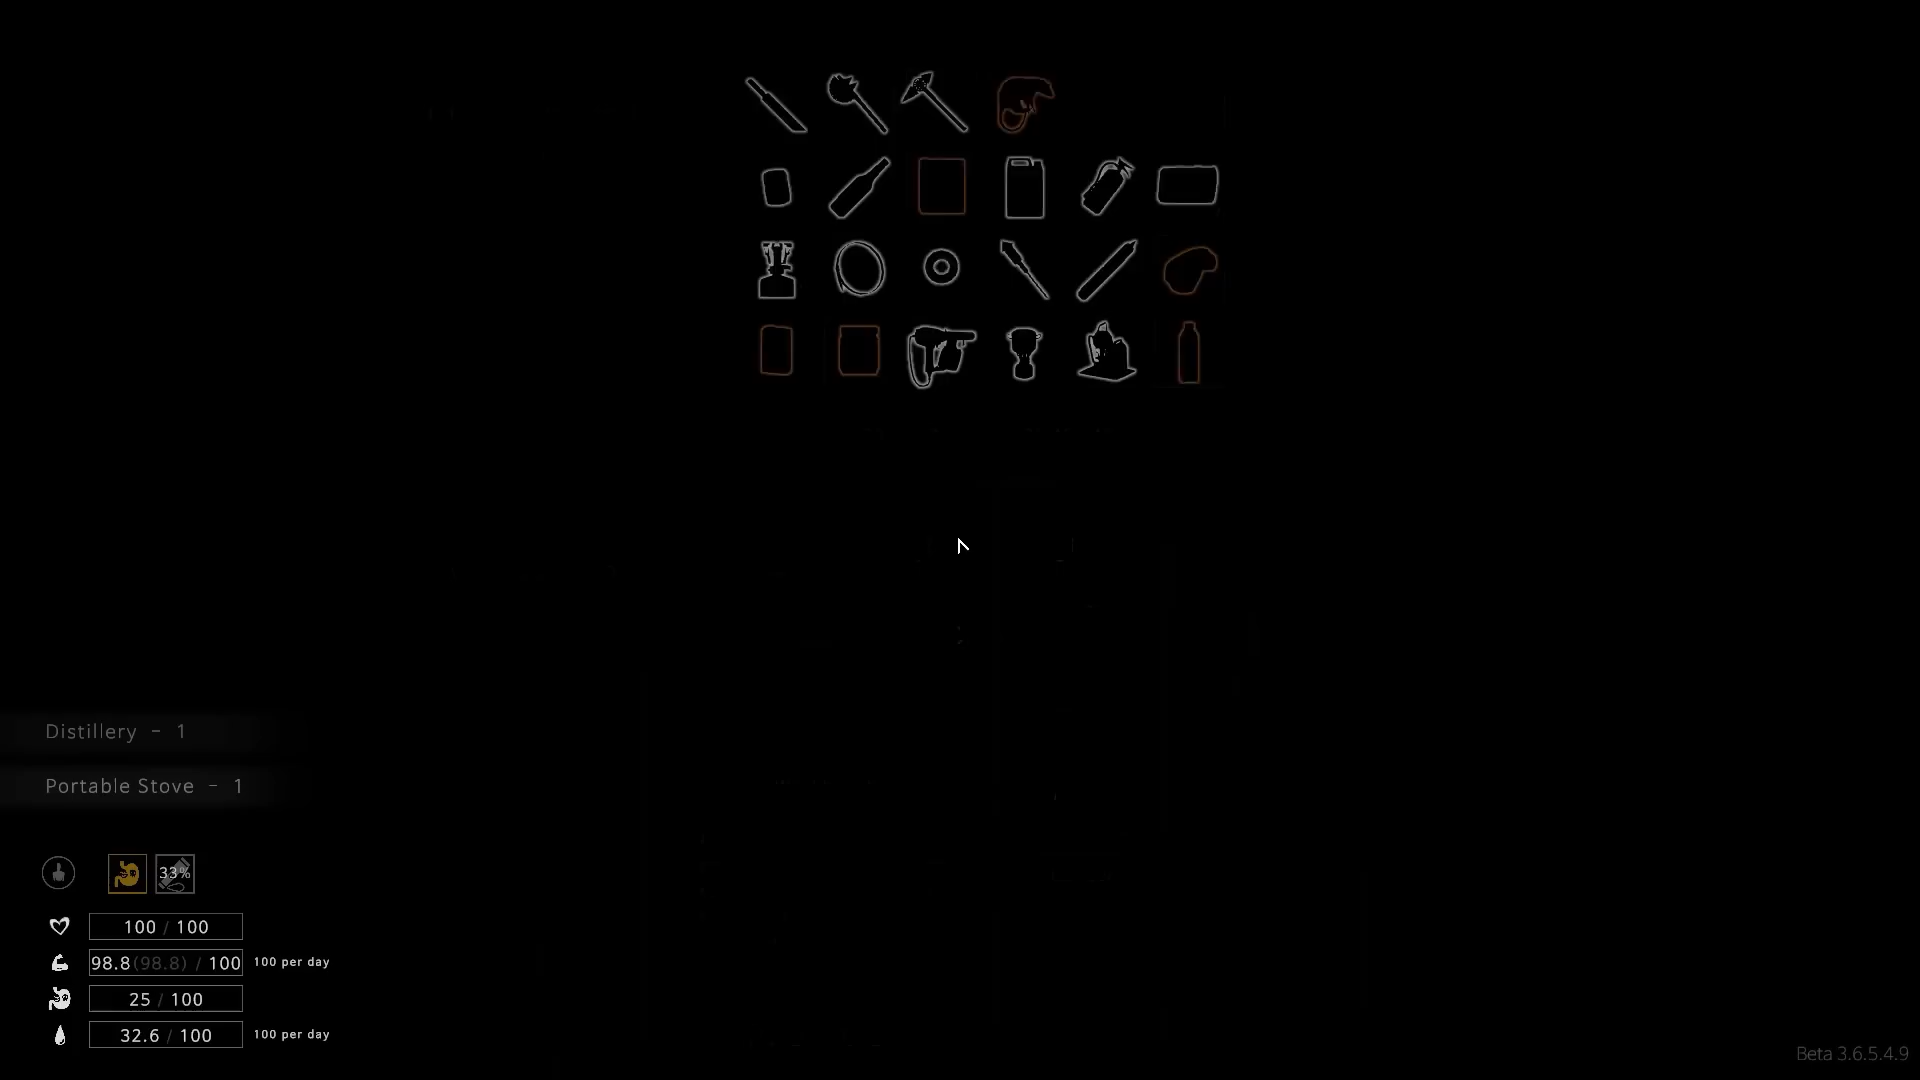 Distillery - 1
Portable Stove - 1
33%
100 / 100
98.8(98.8) / 100 100 per day
25 / 100
32.6 / 100 100 per day
Beta 3.6.5.4.9